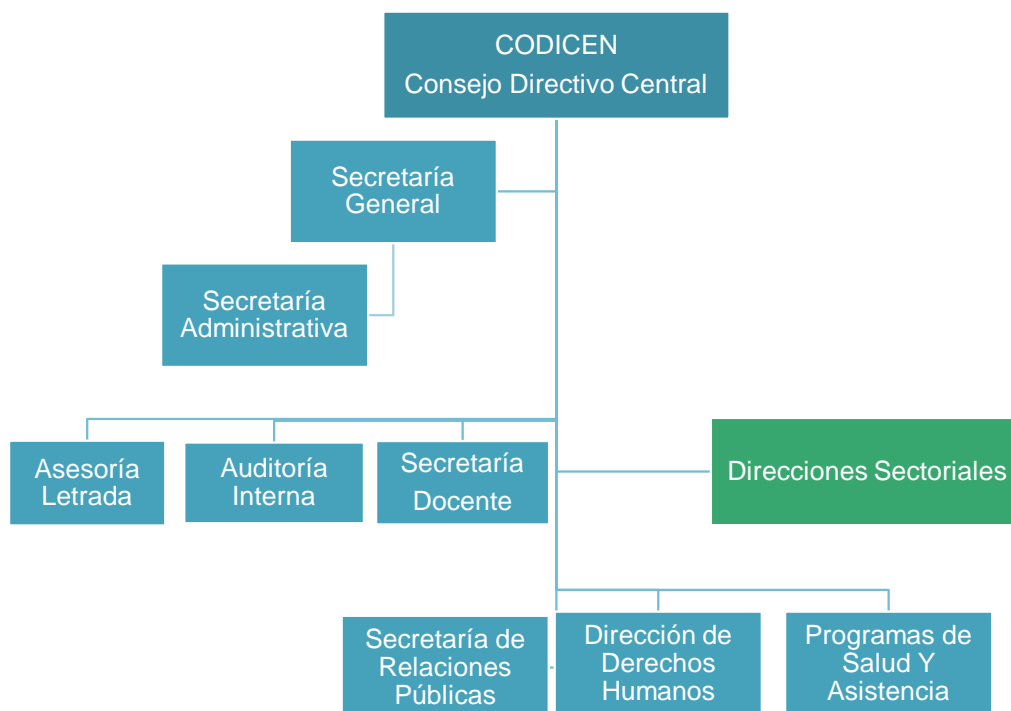 CODICEN
Consejo Directivo Central
Secretaría
General
Secretaría
Administrativa
Asesoría
Letrada
Auditoría
Interna
Secretaría
Docente
Direcciones Sectoriales
Secretaría de
Relaciones
Públicas
Dirección de
Derechos
Humanos
Programas de
Salud Y
Asistencia